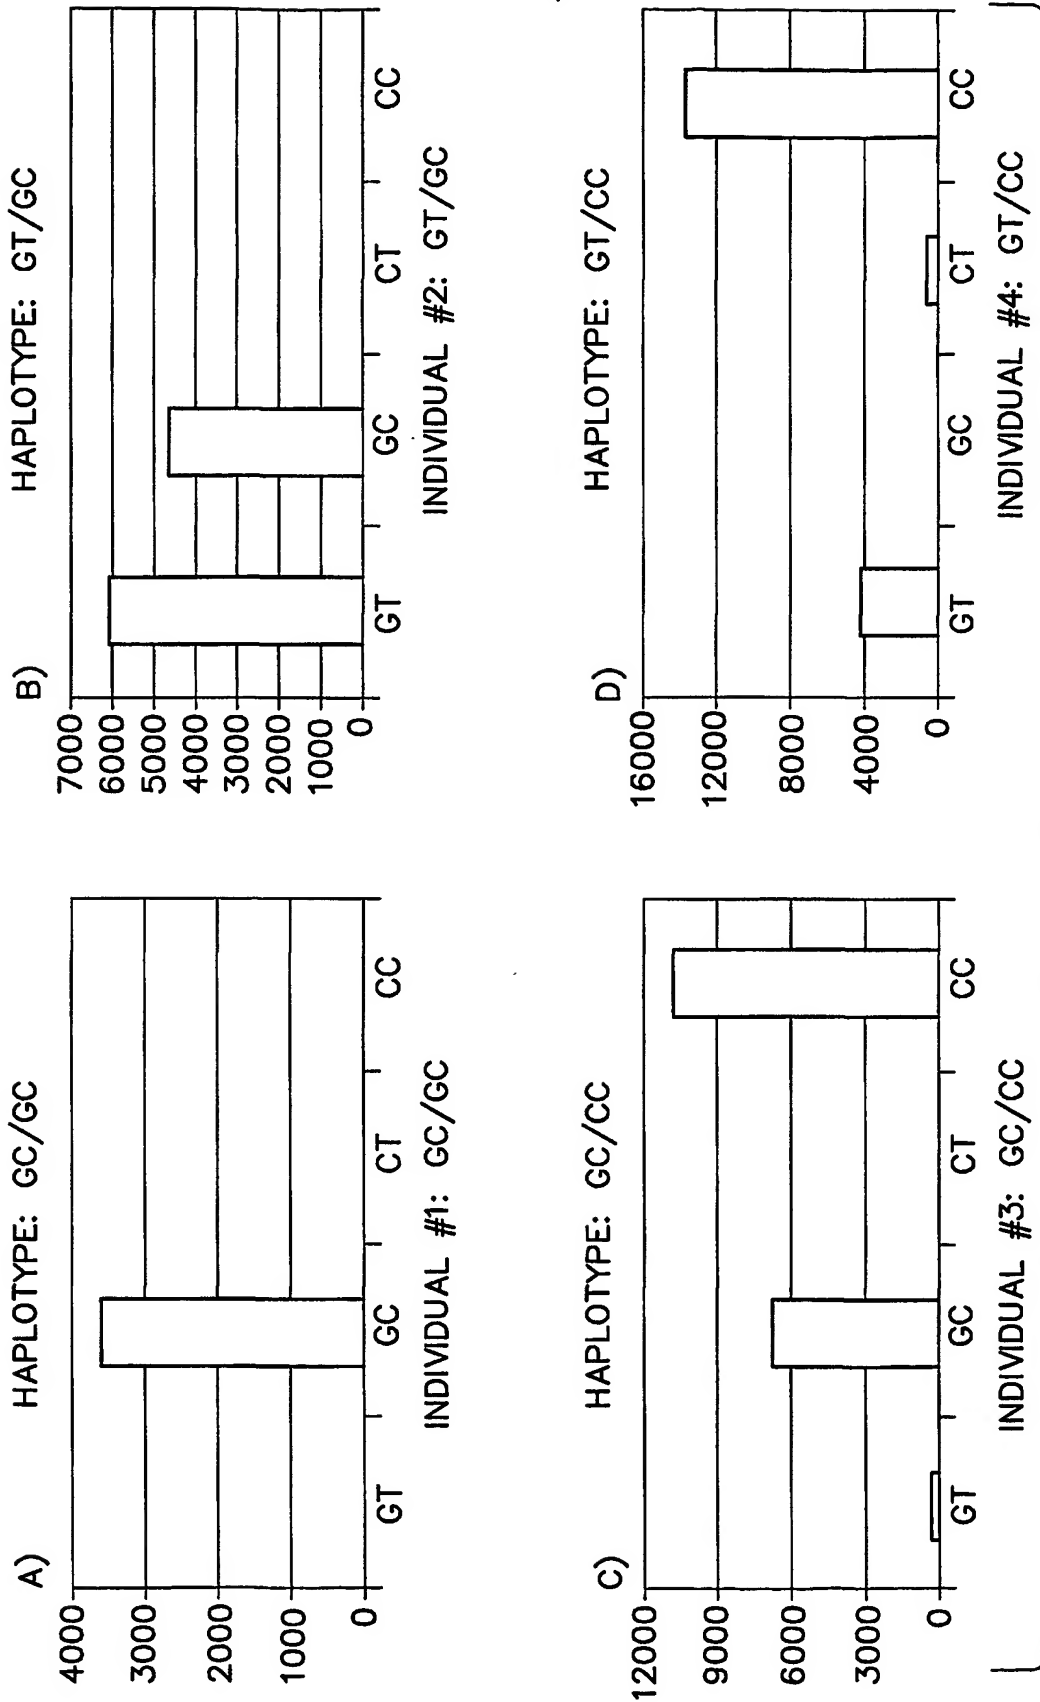 A)
HAPLOTYPE: GC/GC
4000
3000
2000
1000
0
GT GC CT CC
INDIVIDUAL #1: GC/GC
B)
HAPLOTYPE: GT/GC
7000
6000
5000
4000
3000
2000
1000
0
GT GC CT CC
INDIVIDUAL #2: GT/GC
C)
HAPLOTYPE: GC/CC
12000
9000
6000
3000
0
GT GC CT CC
INDIVIDUAL #3: GC/CC
D)
HAPLOTYPE: GT/CC
16000
12000
8000
4000
0
GT GC CT CC
INDIVIDUAL #4: GT/CC